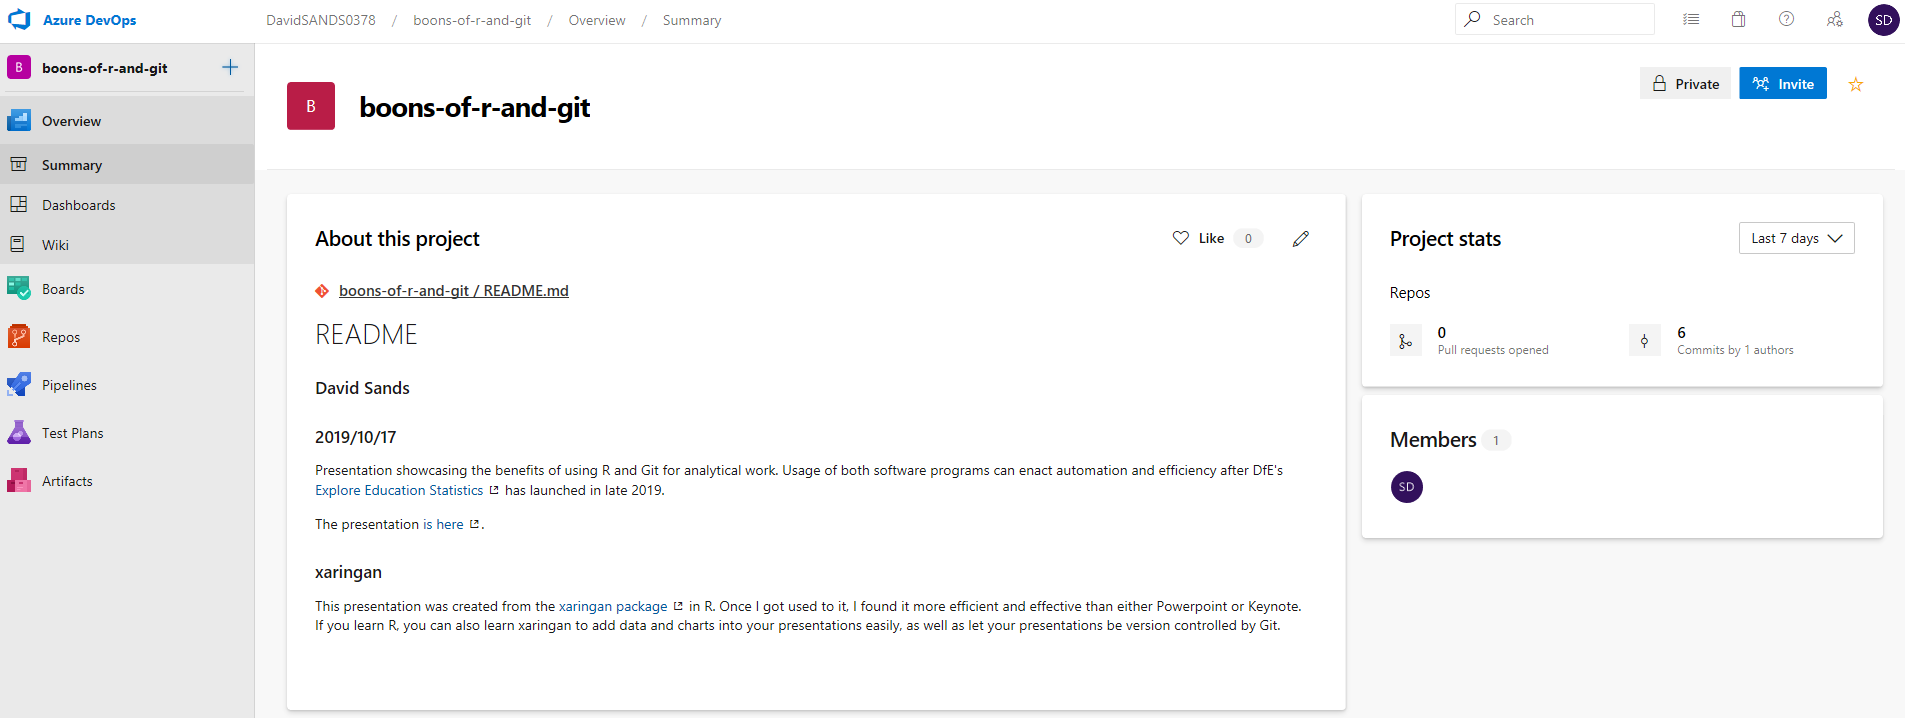 Azure DevOps
DavidSANDS0378 / boons-of-r-and-git / Overview / Summary
Search
SD
B boons-of-r-and-git
Overview
Summary
Dashboards
Wiki
Boards
Repos
Pipelines
Test Plans
Artifacts
B boons-of-r-and-git
Private
Invite
About this project
Like 0
boons-of-r-and-git / README.md
README
David Sands
2019/10/17
Presentation showcasing the benefits of using R and Git for analytical work. Usage of both software programs can enact automation and efficiency after DfE's
Explore Education Statistics has launched in late 2019.
The presentation is here .
xaringan
This presentation was created from the xaringan package in R. Once I got used to it, I found it more efficient and effective than either Powerpoint or Keynote.
If you learn R, you can also learn xaringan to add data and charts into your presentations easily, as well as let your presentations be version controlled by Git.
Project stats
Last 7 days
Repos
0
Pull requests opened
6
Commits by 1 authors
Members 1
SD